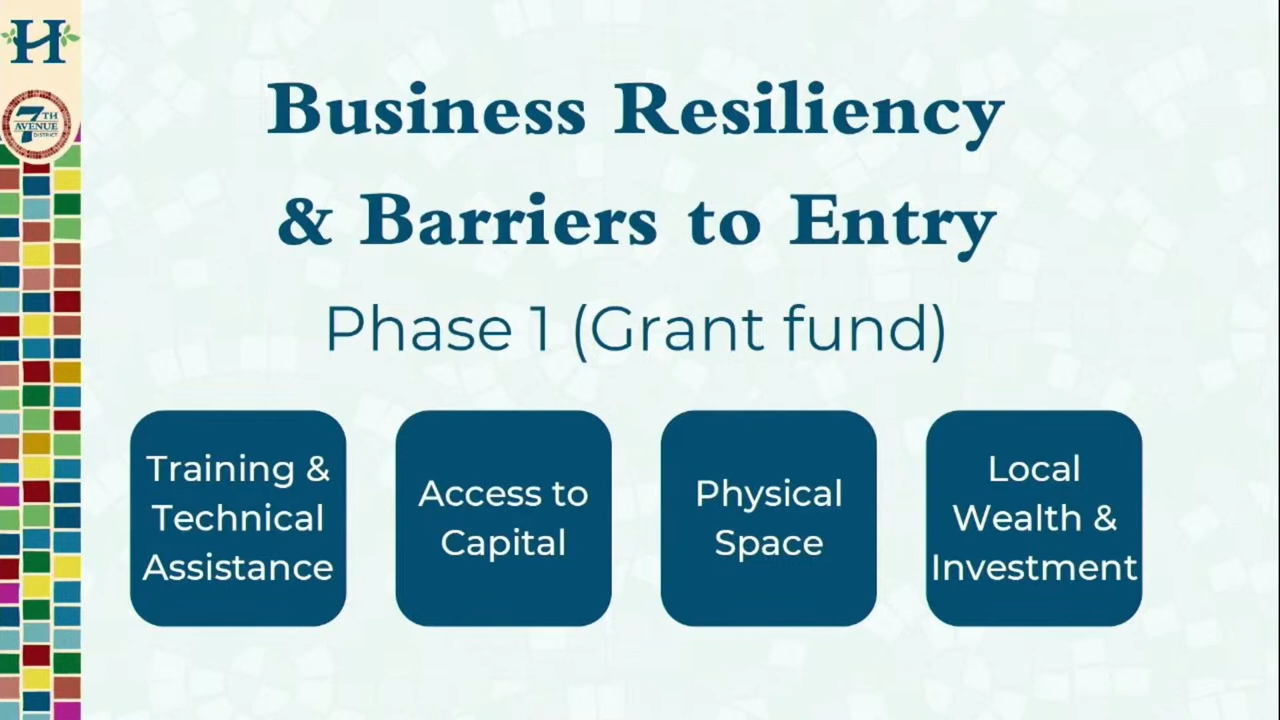 H
7TH
AVENUE
DISTRICT
Business Resiliency
& Barriers to Entry
Phase 1 (Grant fund)
Training &
Technical
Assistance
Access to
Capital
Physical
Space
Local
Wealth &
Investment